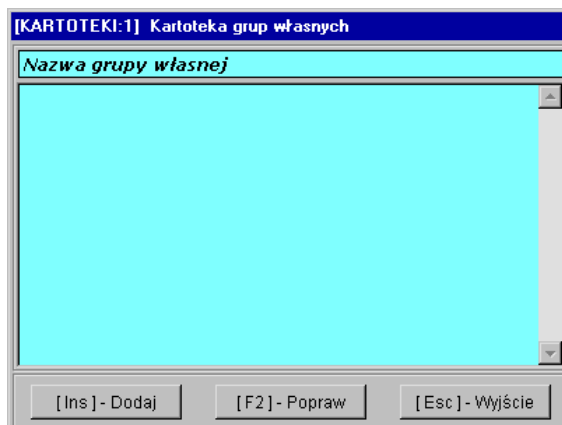 [KARTOTEKI:1] Kartoteka grup własnych
Nazwa grupy własnej
[Ins]- Dodaj
[F2]- Popraw
[Esc]- Wyjście